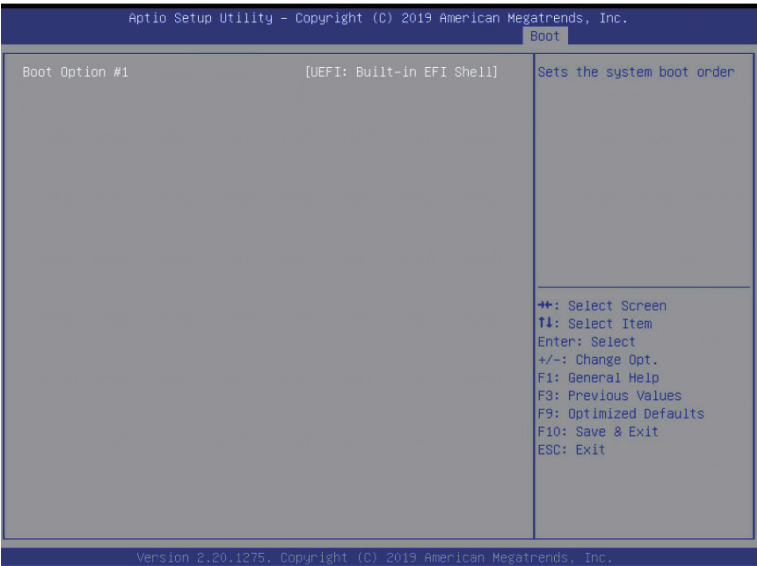 Aptio Setup Utility – Copyright (C) 2019 American Megatrends, Inc.
Boot
Boot Option #1 [UEFI: Built-in EFI Shell]
Sets the system boot order
→←: Select Screen
↑↓: Select Item
Enter: Select
+/-: Change Opt.
F1: General Help
F3: Previous Values
F9: Optimized Defaults
F10: Save & Exit
ESC: Exit
Version 2.20.1275. Copyright (C) 2019 American Megatrends, Inc.